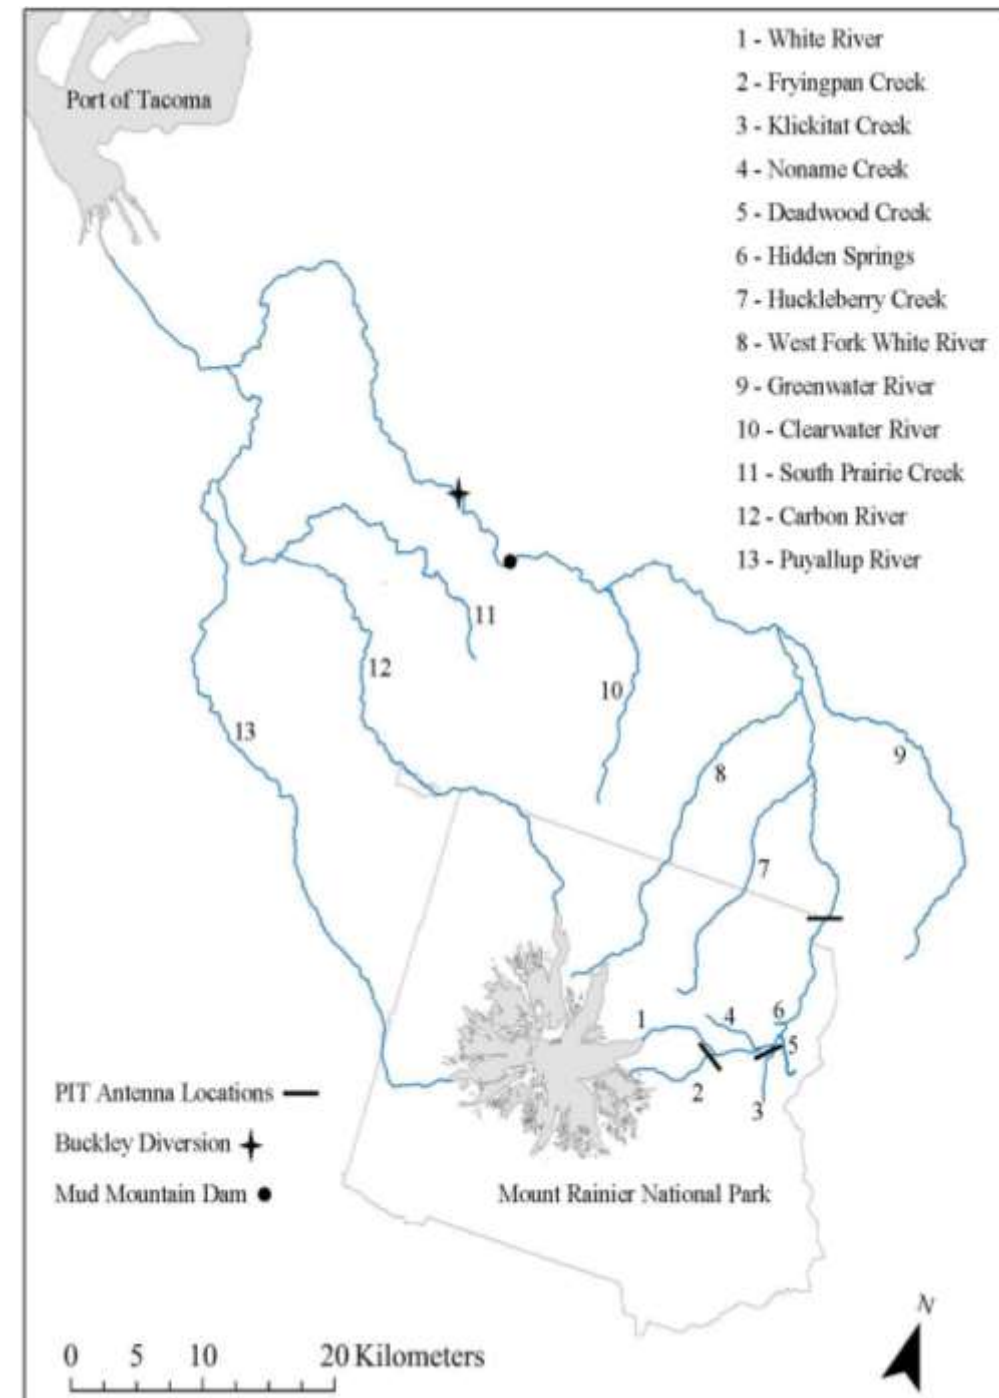 Port of Tacoma
1 - White River
2 - Fryingpan Creek
3 - Klickitat Creek
4 - Noname Creek
5 - Deadwood Creek
6 - Hidden Springs
7 - Huckleberry Creek
8 - West Fork White River
9 - Greenwater River
10 - Clearwater River
11 - South Prairie Creek
12 - Carbon River
13 - Puyallup River
11
12
10
13
8
9
7
1
4
6
5
2
3
PIT Antenna Locations
Buckley Diversion
Mud Mountain Dam
Mount Rainier National Park
N
0 5 10 20 Kilometers